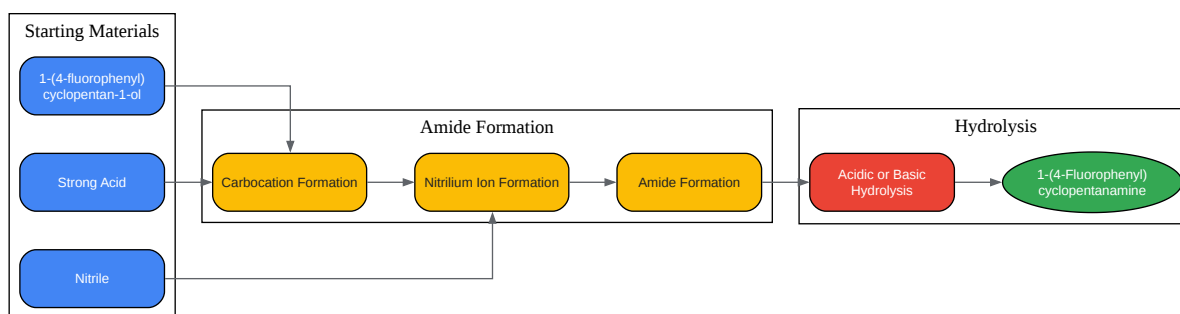 Starting Materials
1-(4-fluorophenyl)
cyclopentan-1-ol
Strong Acid
Nitrile
Amide Formation
Carbocation Formation
Nitrilium Ion Formation
Amide Formation
Hydrolysis
Acidic or Basic
Hydrolysis
1-(4-Fluorophenyl)
cyclopentanamine